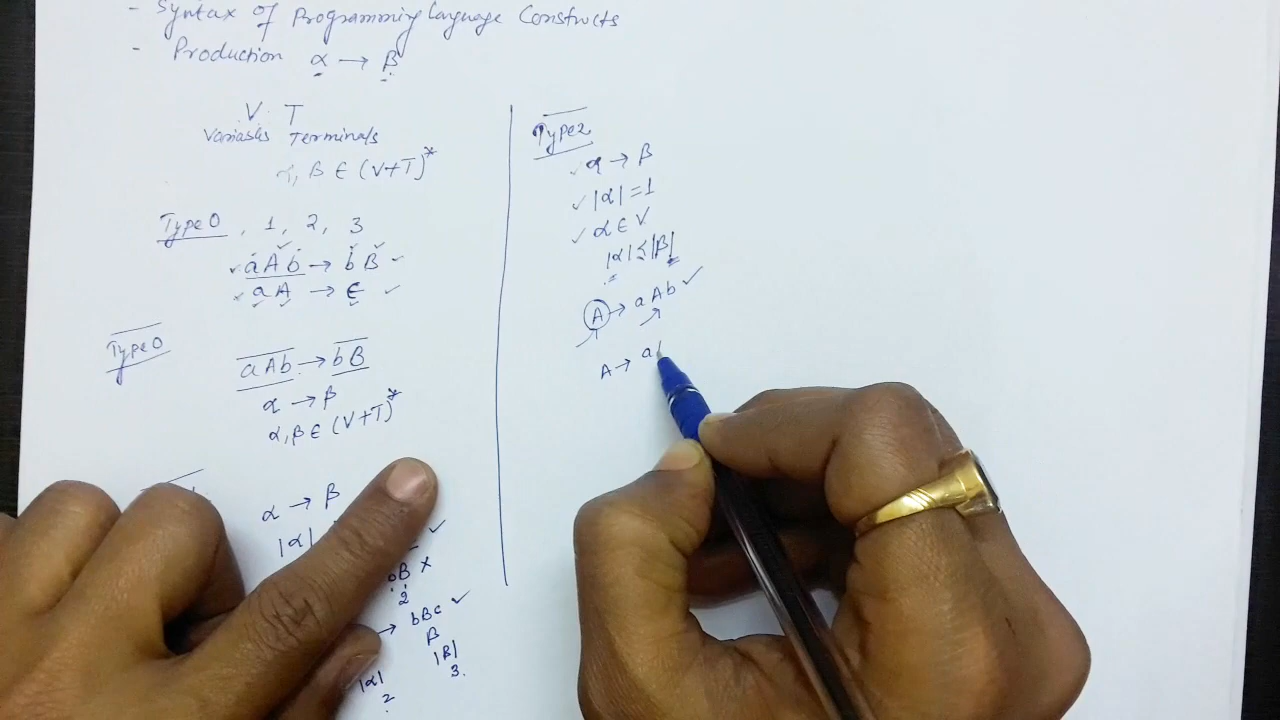 - Syntax of Programming Language Constructs
- Production α → β
V T
Variables Terminals
α, β ∈ (V+T)*
Type 0, 1, 2, 3
aAb → bB
aA → ϵ
Type 0
aAb → bB
α → β
α, β ∈ (V+T)*
α → β
|α|
bB x
2
→ bBc ✓
β
|α| |β|
2 3.
Type 2
✓ α → β
✓ |α| = 1
✓ α ∈ V
|α| ≤ |β|
A → aAb ✓
A → a